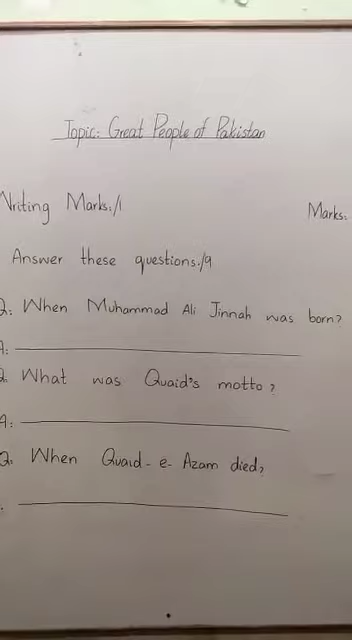 Topic: Great People of Pakistan
Writing Marks:/1
Marks:
Answer these questions:/9
Q: When Muhammad Ali Jinnah was born?
A:
Q. What was Quaid's motto?
A:
Q. When Quaid-e-Azam died?